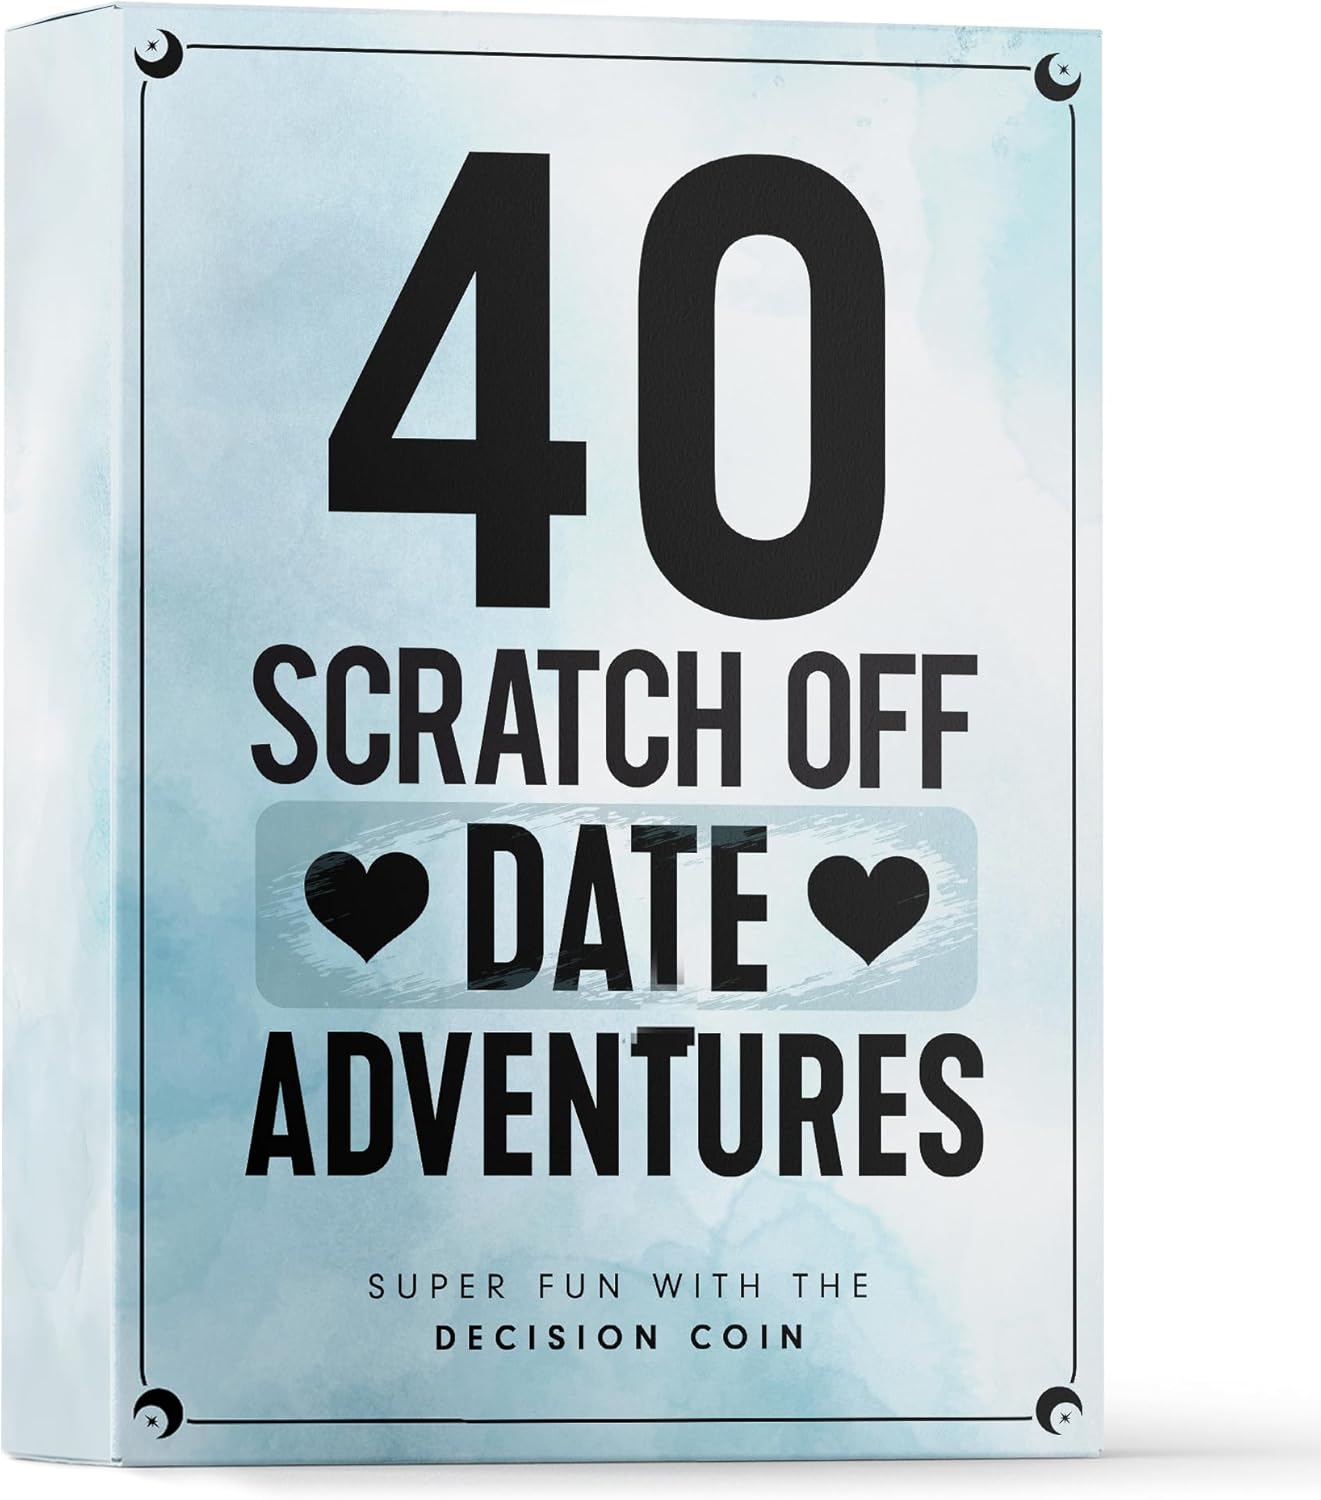 40
SCRATCH OFF
DATE
ADVENTURES
SUPER FUN WITH THE
DECISION COIN